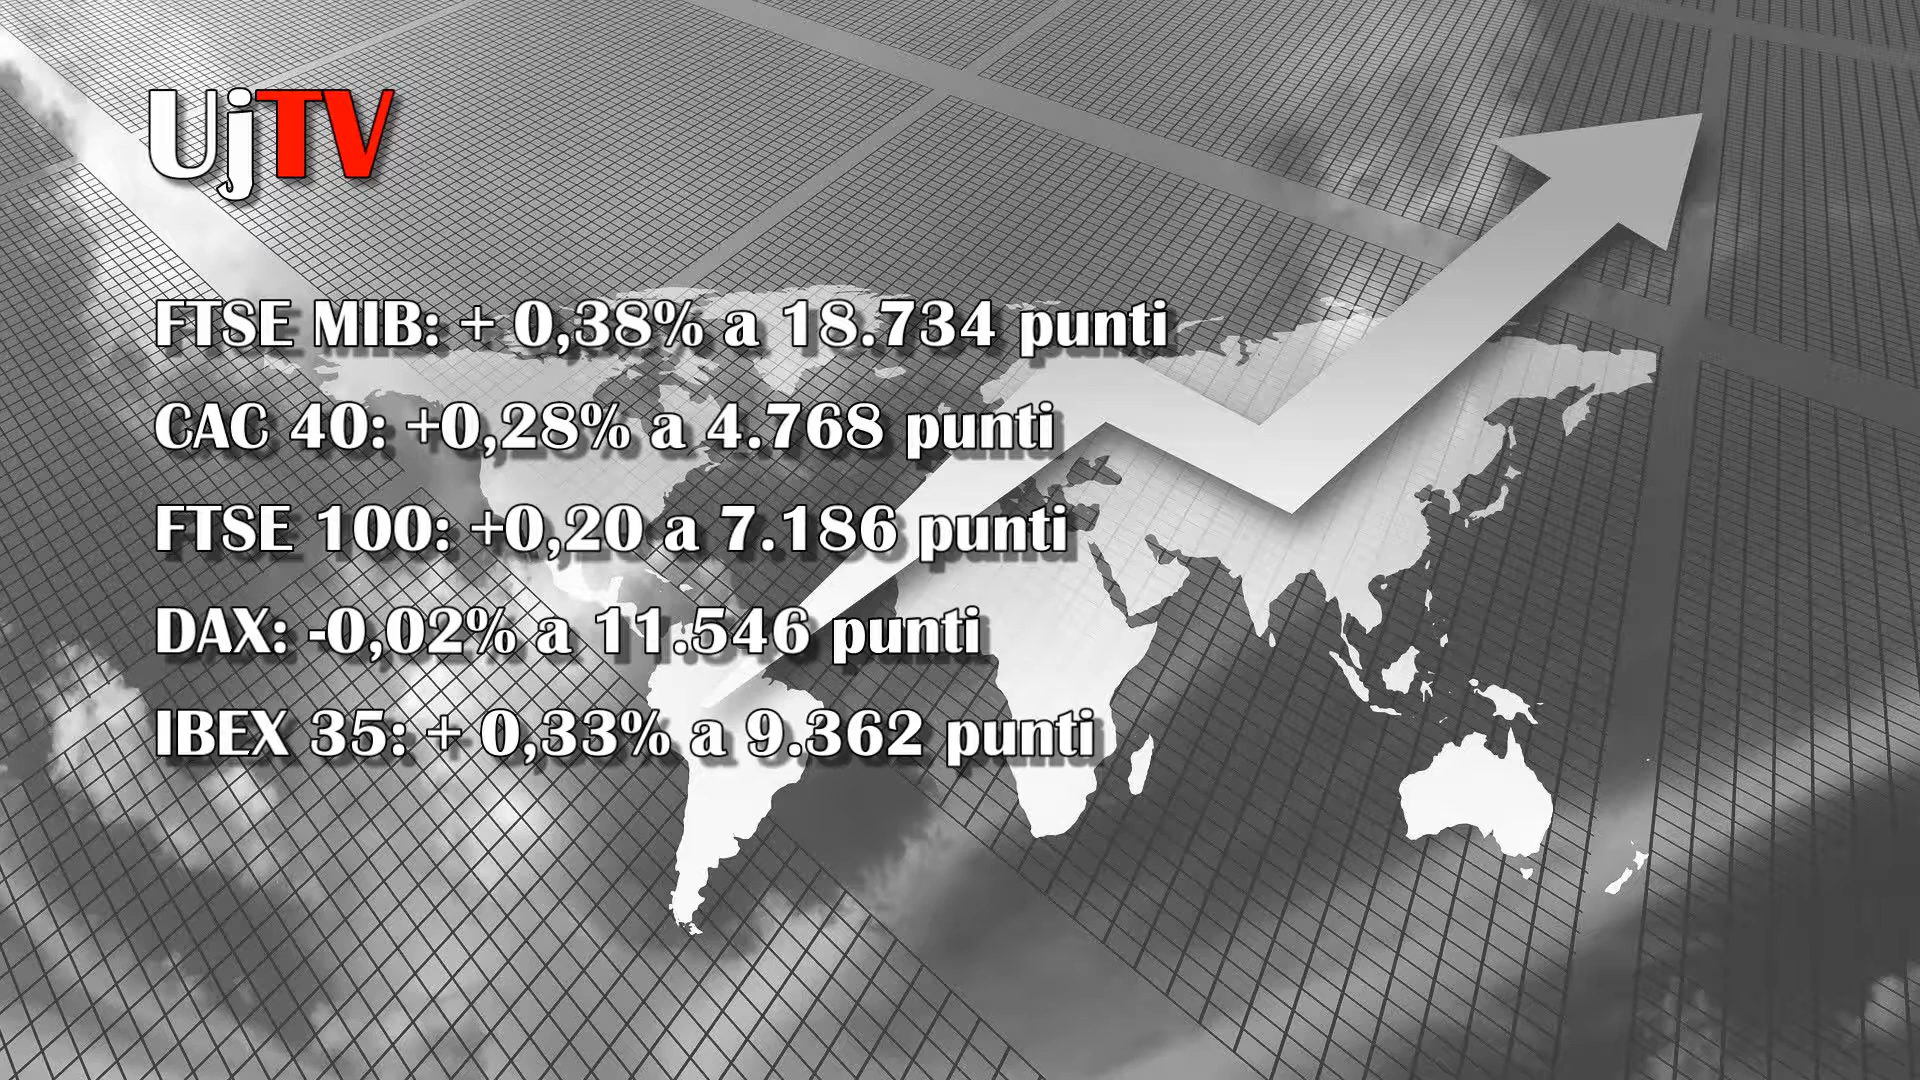 UjTV
FTSE MIB: + 0,38% a 18.734 punti
CAC 40: +0,28% a 4.768 punti
FTSE 100: +0,20 a 7.186 punti
DAX: -0,02% a 11.546 punti
IBEX 35: + 0,33% a 9.362 punti